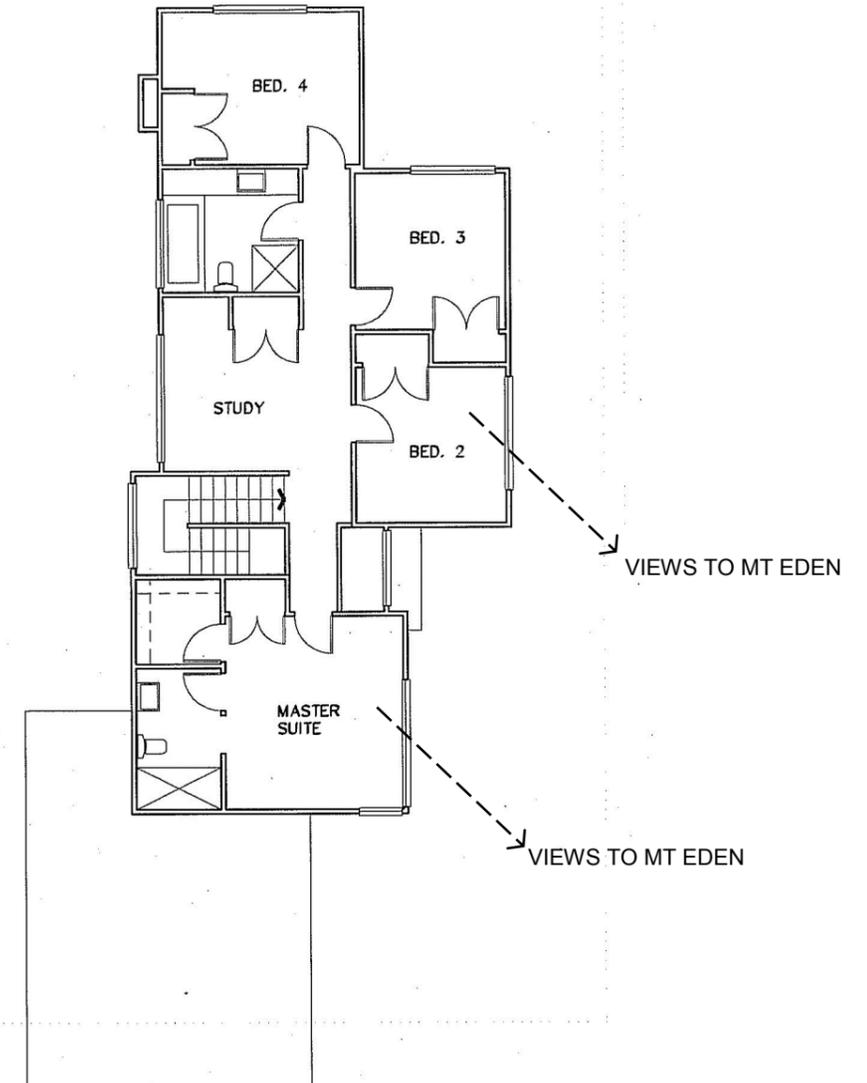 BED. 4
BED. 3
STUDY
BED. 2
VIEWS TO MT EDEN
MASTER
SUITE
VIEWS TO MT EDEN